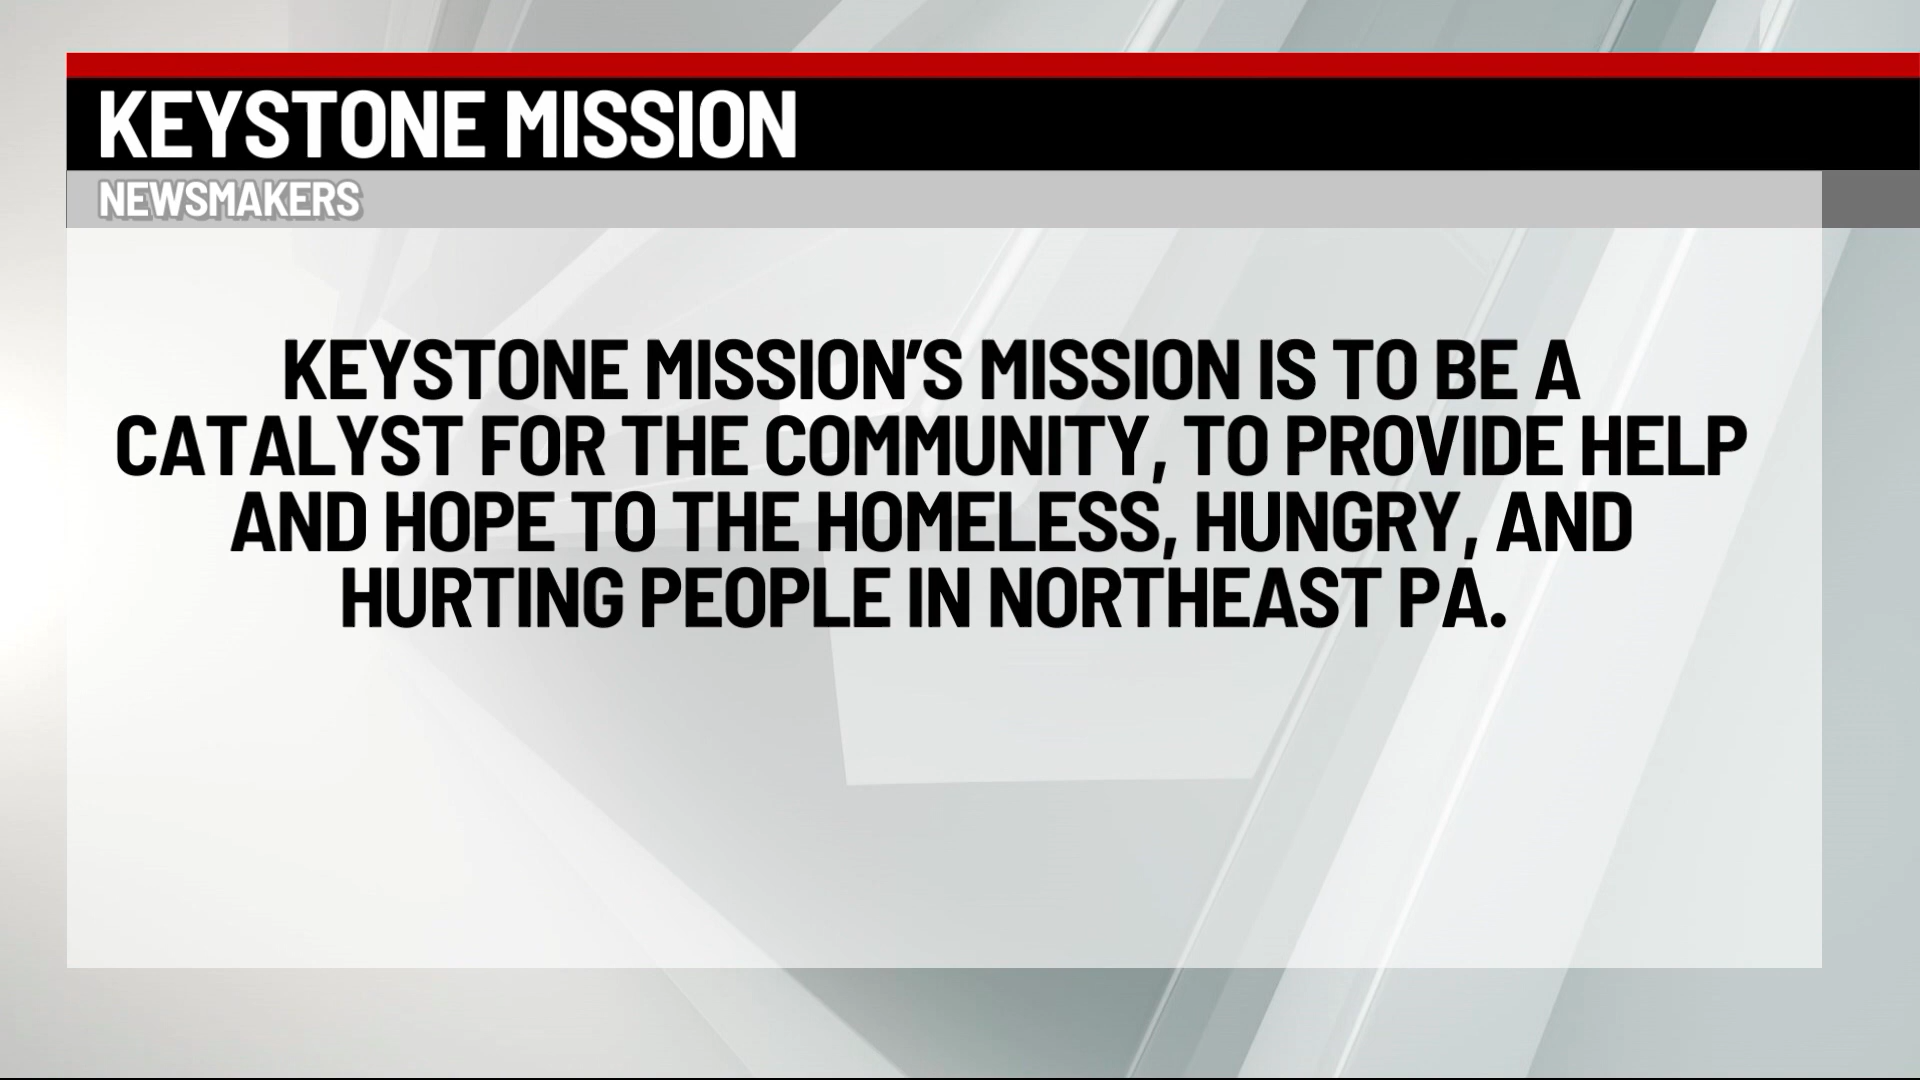 KEYSTONE MISSION
NEWSMAKERS
KEYSTONE MISSION’S MISSION IS TO BE A
CATALYST FOR THE COMMUNITY, TO PROVIDE HELP
AND HOPE TO THE HOMELESS, HUNGRY, AND
HURTING PEOPLE IN NORTHEAST PA.